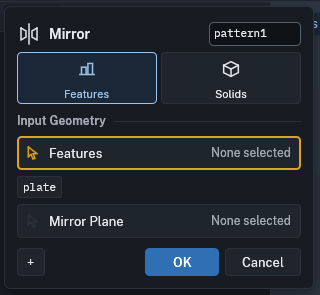 Mirror
pattern1
Features
Solids
Input Geometry
Features
None selected
plate
Mirror Plane
None selected
+
OK
Cancel
s